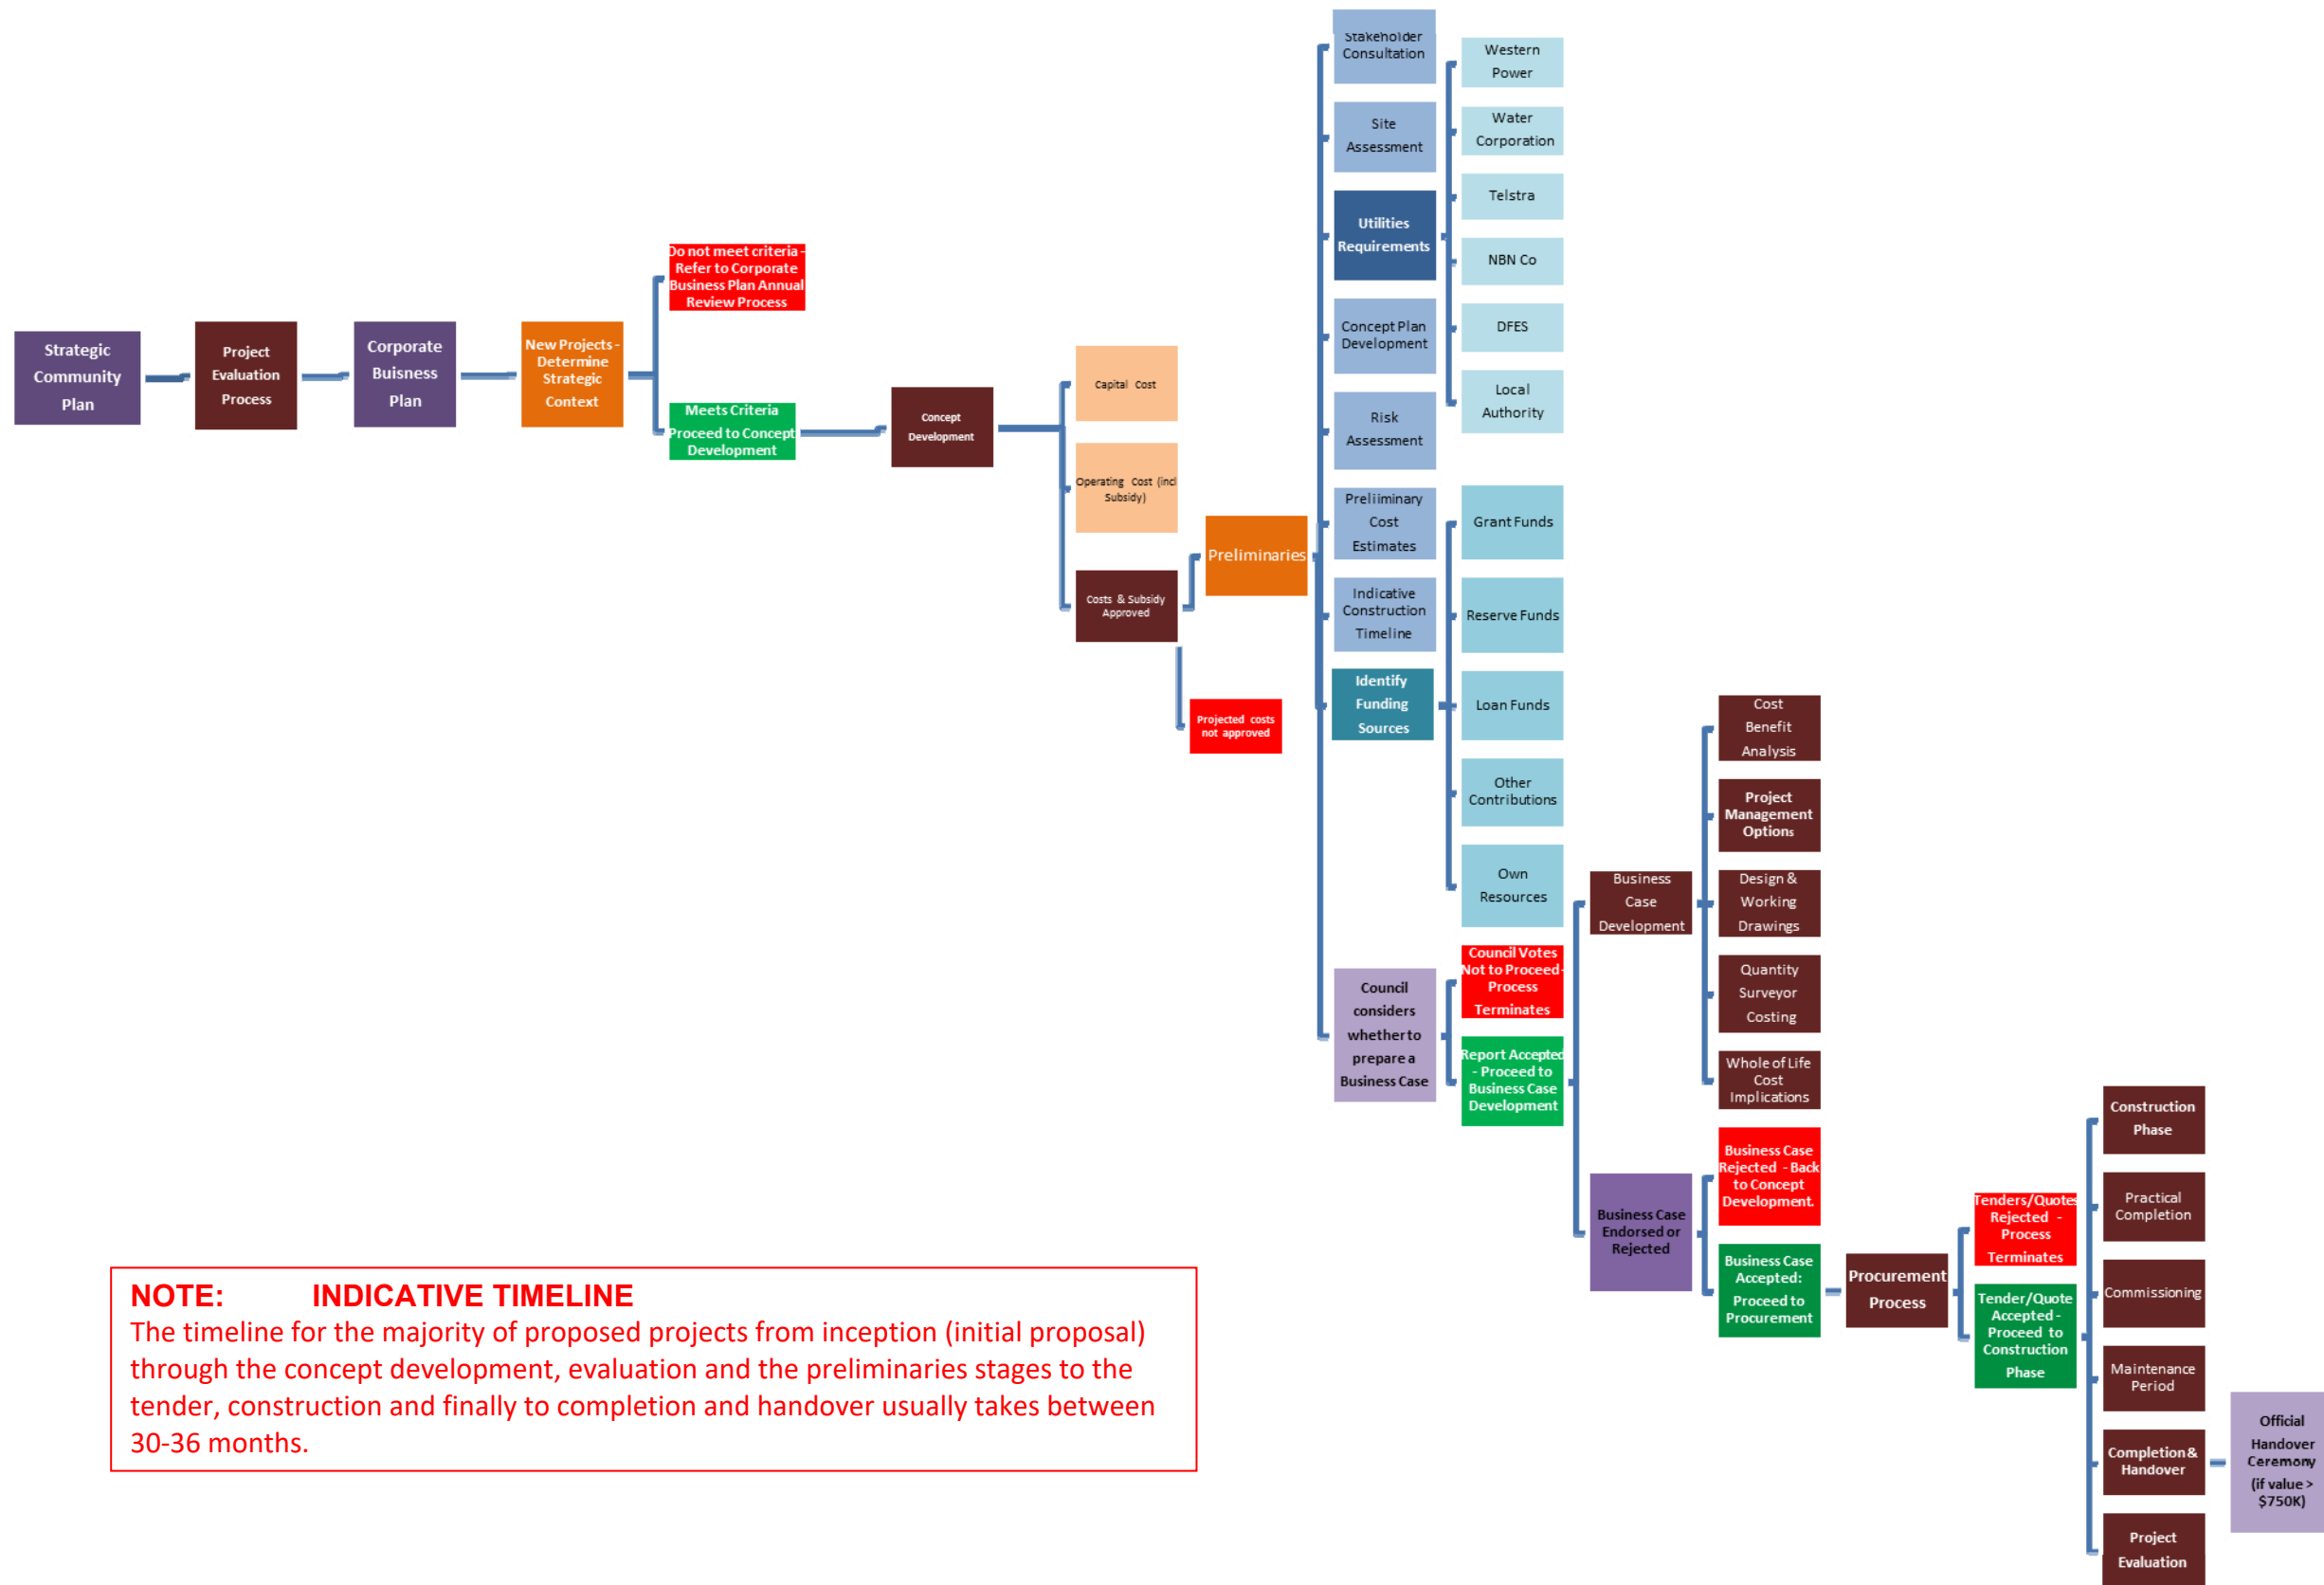 Strategic
Community
Plan
Project
Evaluation
Process
Corporate
Buisness
Plan
New Projects -
Determine
Strategic
Context
Do not meet criteria -
Refer to Corporate
Business Plan Annual
Review Process
Meets Criteria
Proceed to Concept
Development
Concept
Development
Capital Cost
Operating Cost (incl
Subsidy)
Costs & Subsidy
Approved
Projected costs
not approved
Preliminaries
Stakeholder
Consultation
Site
Assessment
Utilities
Requirements
Concept Plan
Development
Risk
Assessment
Preliiminary
Cost
Estimates
Indicative
Construction
Timeline
Identify
Funding
Sources
Council
considers
whether to
prepare a
Business Case
Western
Power
Water
Corporation
Telstra
NBN Co
DFES
Local
Authority
Grant Funds
Reserve Funds
Loan Funds
Other
Contributions
Own
Resources
Council Votes
Not to Proceed-
Process
Terminates
Report Accepted
- Proceed to
Business Case
Development
Business
Case
Development
Business Case
Endorsed or
Rejected
Cost
Benefit
Analysis
Project
Management
Options
Design &
Working
Drawings
Quantity
Surveyor
Costing
Whole of Life
Cost
Implications
Business Case
Rejected - Back
to Concept
Development.
Business Case
Accepted:
Proceed to
Procurement
Procurement
Process
Tenders/Quotes
Rejected -
Process
Terminates
Tender/Quote
Accepted -
Proceed to
Construction
Phase
Construction
Phase
Practical
Completion
Commissioning
Maintenance
Period
Completion &
Handover
Project
Evaluation
Official
Handover
Ceremony
(if value >
$750K)
NOTE: INDICATIVE TIMELINE
The timeline for the majority of proposed projects from inception (initial proposal)
through the concept development, evaluation and the preliminaries stages to the
tender, construction and finally to completion and handover usually takes between
30-36 months.